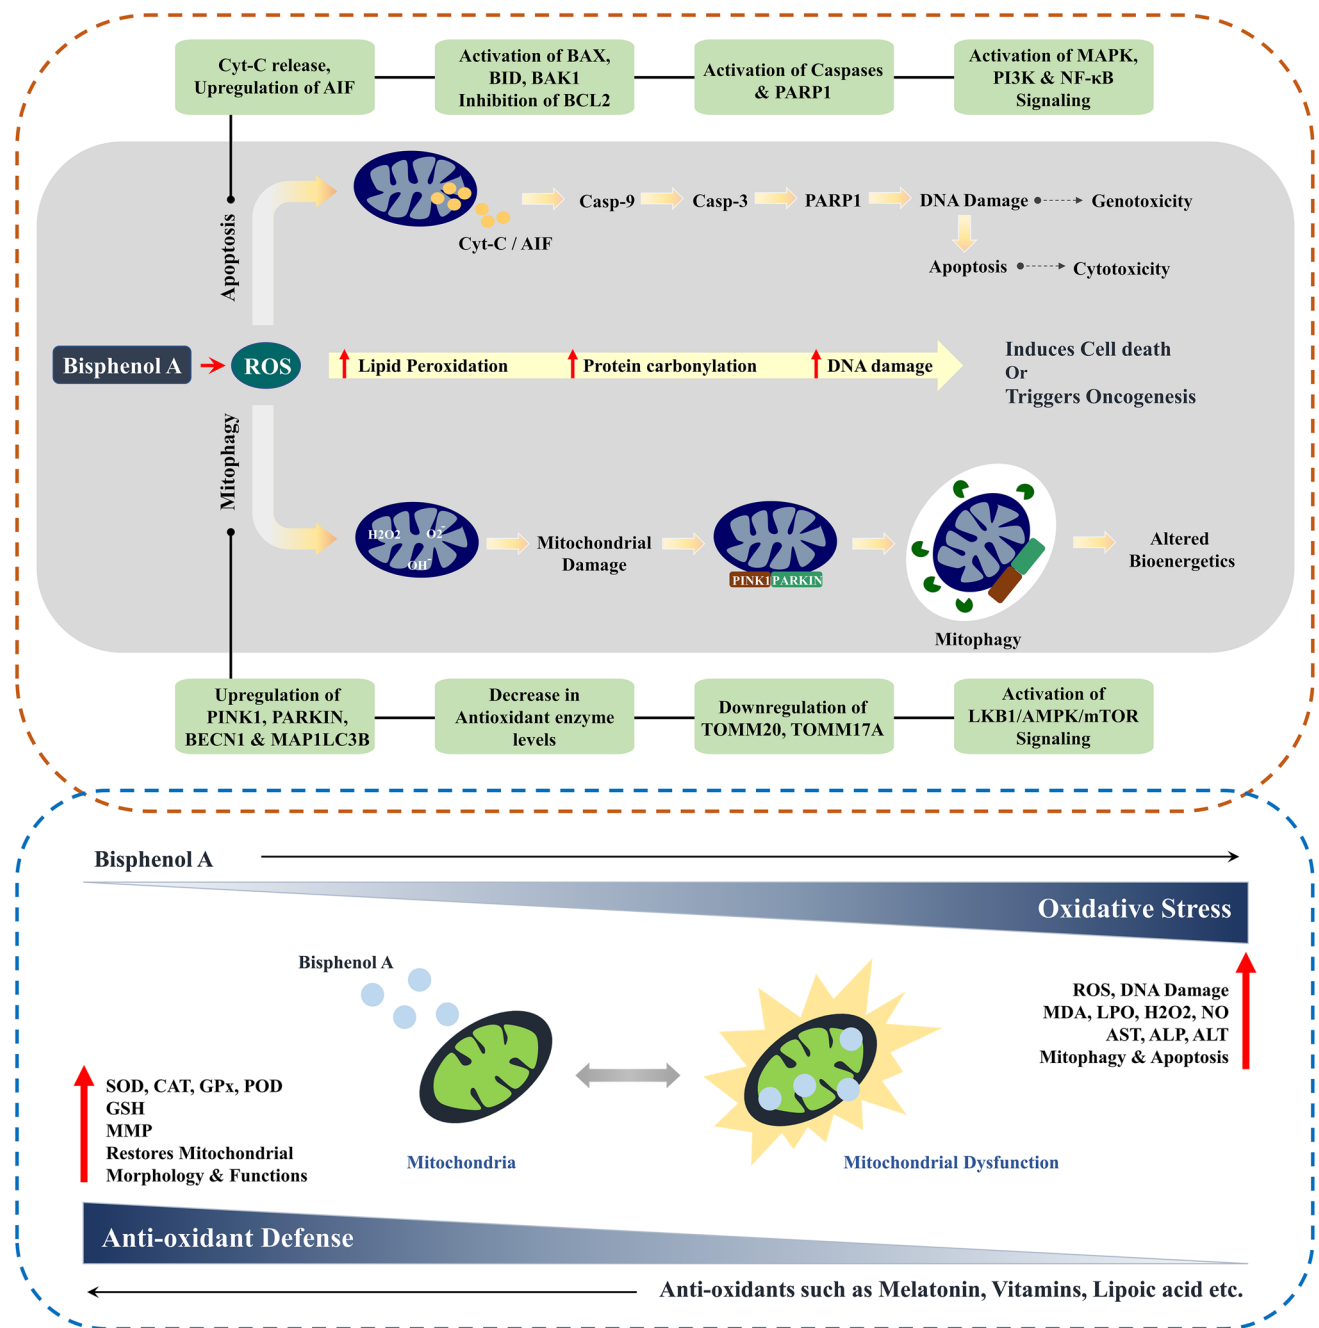 Cyt-C release,
Upregulation of AIF
Activation of BAX,
BID, BAK1
Inhibition of BCL2
Activation of Caspases
& PARP1
Activation of MAPK,
PI3K & NF-κB
Signaling
Apoptosis
Cyt-C / AIF
Casp-9
Casp-3
PARP1
DNA Damage
Genotoxicity
Apoptosis
Cytotoxicity
Bisphenol A
ROS
Lipid Peroxidation
Protein carbonylation
DNA damage
Induces Cell death
Or
Triggers Oncogenesis
Mitophagy
H2O2
O2⁻
OH⁻
Mitochondrial
Damage
PINK1
PARKIN
Mitophagy
Altered
Bioenergetics
Upregulation of
PINK1, PARKIN,
BECN1 & MAP1LC3B
Decrease in
Antioxidant enzyme
levels
Downregulation of
TOMM20, TOMM17A
Activation of
LKB1/AMPK/mTOR
Signaling
Bisphenol A
Oxidative Stress
Bisphenol A
ROS, DNA Damage
MDA, LPO, H2O2, NO
AST, ALP, ALT
Mitophagy & Apoptosis
SOD, CAT, GPx, POD
GSH
MMP
Restores Mitochondrial
Morphology & Functions
Mitochondria
Mitochondrial Dysfunction
Anti-oxidant Defense
Anti-oxidants such as Melatonin, Vitamins, Lipoic acid etc.